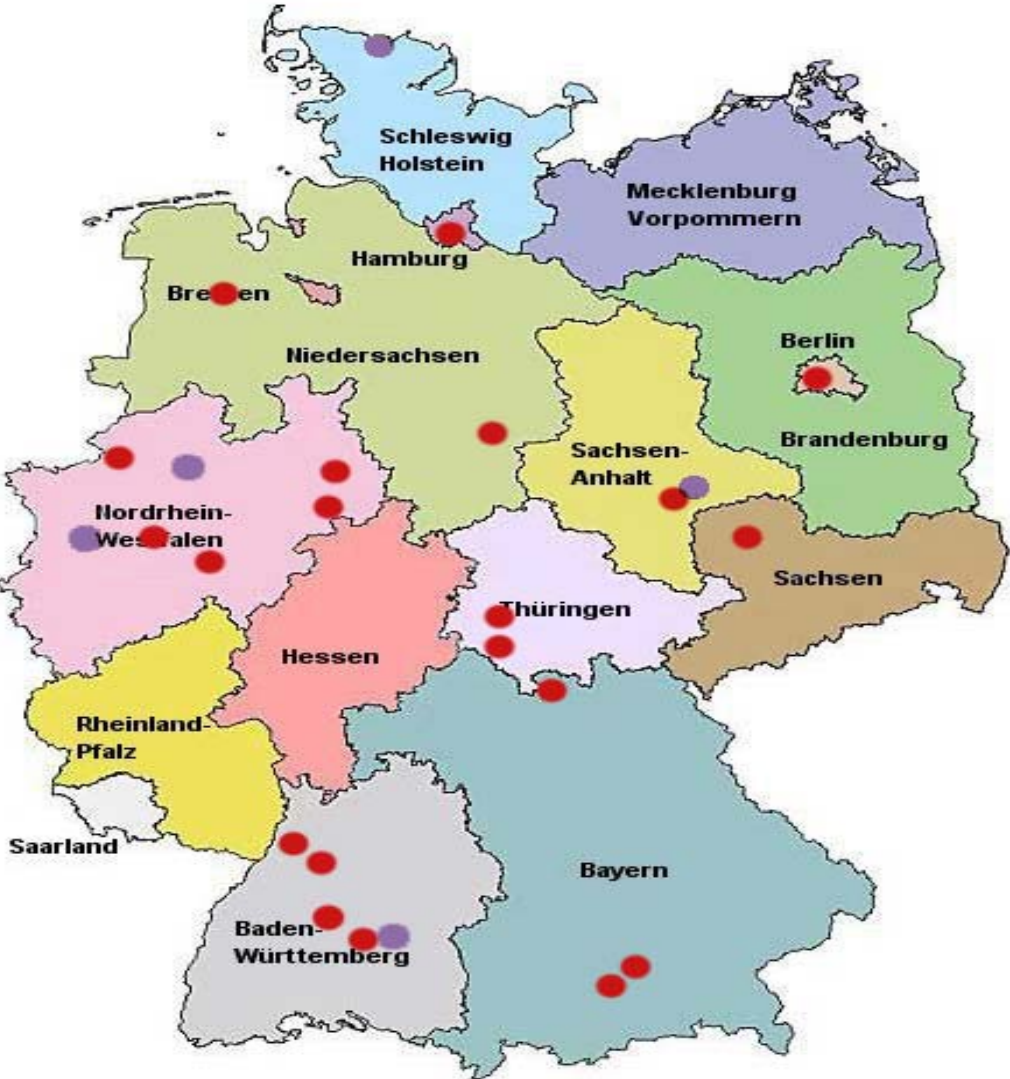 Schleswig
Holstein
Mecklenburg
Vorpommern
Hamburg
Niedersachsen
Berlin
Brandenburg
Sachsen-
Anhalt
Nordrhein-
Sachsen
Thüringen
Hessen
Rheinland-
Pfalz
Saarland
Bayern
Baden-
Württemberg